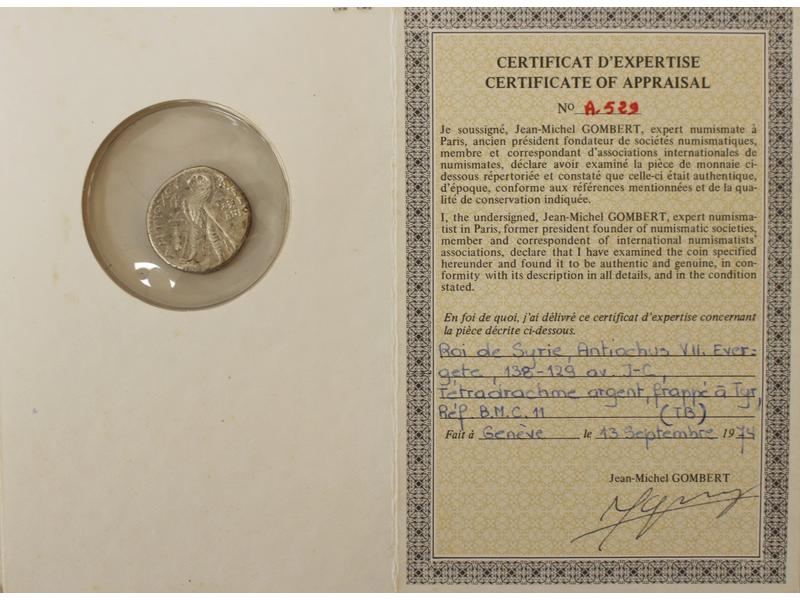 CERTIFICAT D'EXPERTISE
CERTIFICATE OF APPRAISAL
No A.529
Je soussigné, Jean-Michel GOMBERT, expert numismate à
Paris, ancien président fondateur de sociétés numismatiques,
membre et correspondant d'associations internationales de
numismates, déclare avoir examiné la pièce de monnaie ci-
dessous répertoriée et constaté que celle-ci était authentique,
d'époque, conforme aux références mentionnées et de la qua-
lité de conservation indiquée.
I, the undersigned, Jean-Michel GOMBERT, expert numisma-
tist in Paris, former president founder of numismatic societies,
member and correspondent of international numismatists'
associations, declare that I have examined the coin specified
hereunder and found it to be authentic and genuine, in con-
formity with its description in all details, and in the condition
stated.
En foi de quoi, j'ai délivré ce certificat d'expertise concernant
la pièce décrite ci-dessous.
Roi de Syrie, Antiochus VII. Ever-
gete, 138-129 av. J-C,
Tétradrachme argent, frappé à Tyr,
Réf B.M.C. 11 (TB)
Fait à Genève le 13 Septembre 1974
Jean-Michel GOMBERT